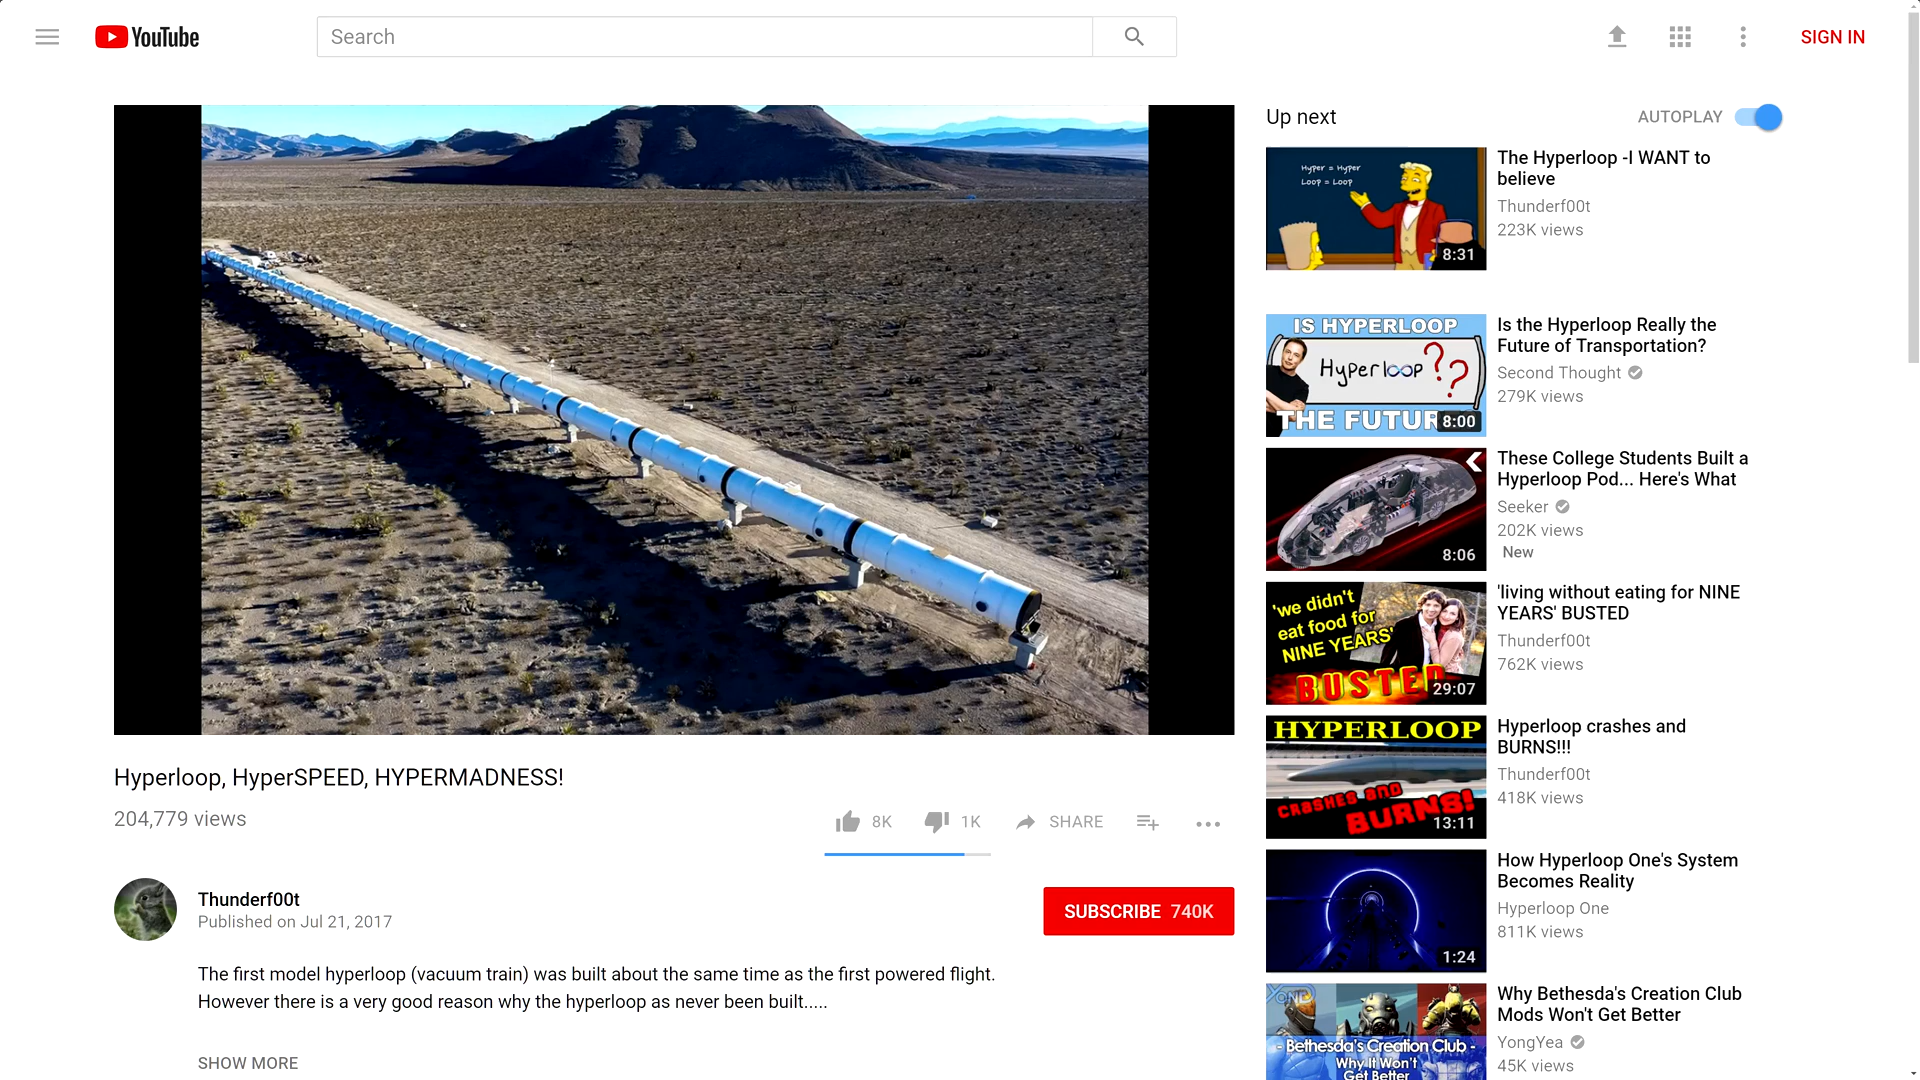 YouTube
Search
SIGN IN
Up next
AUTOPLAY
Hyper = Hyper
Loop = Loop
8:31
The Hyperloop -I WANT to
believe
Thunderf00t
223K views
IS HYPERLOOP
Hyperloop ??
THE FUTUR
8:00
Is the Hyperloop Really the
Future of Transportation?
Second Thought
279K views
8:06
These College Students Built a
Hyperloop Pod... Here's What
Seeker
202K views
New
'we didn't
eat food for
NINE YEARS'
BUSTED
29:07
'living without eating for NINE
YEARS' BUSTED
Thunderf00t
762K views
HYPERLOOP
CRASHES AND
BURNS!
13:11
Hyperloop crashes and
BURNS!!!
Thunderf00t
418K views
1:24
How Hyperloop One's System
Becomes Reality
Hyperloop One
811K views
- Bethesda's Creation Club -
Why It Won't
Get Better
Why Bethesda's Creation Club
Mods Won't Get Better
YongYea
45K views
Hyperloop, HyperSPEED, HYPERMADNESS!
204,779 views
8K
1K
SHARE
Thunderf00t
Published on Jul 21, 2017
SUBSCRIBE 740K
The first model hyperloop (vacuum train) was built about the same time as the first powered flight.
However there is a very good reason why the hyperloop as never been built.....
SHOW MORE